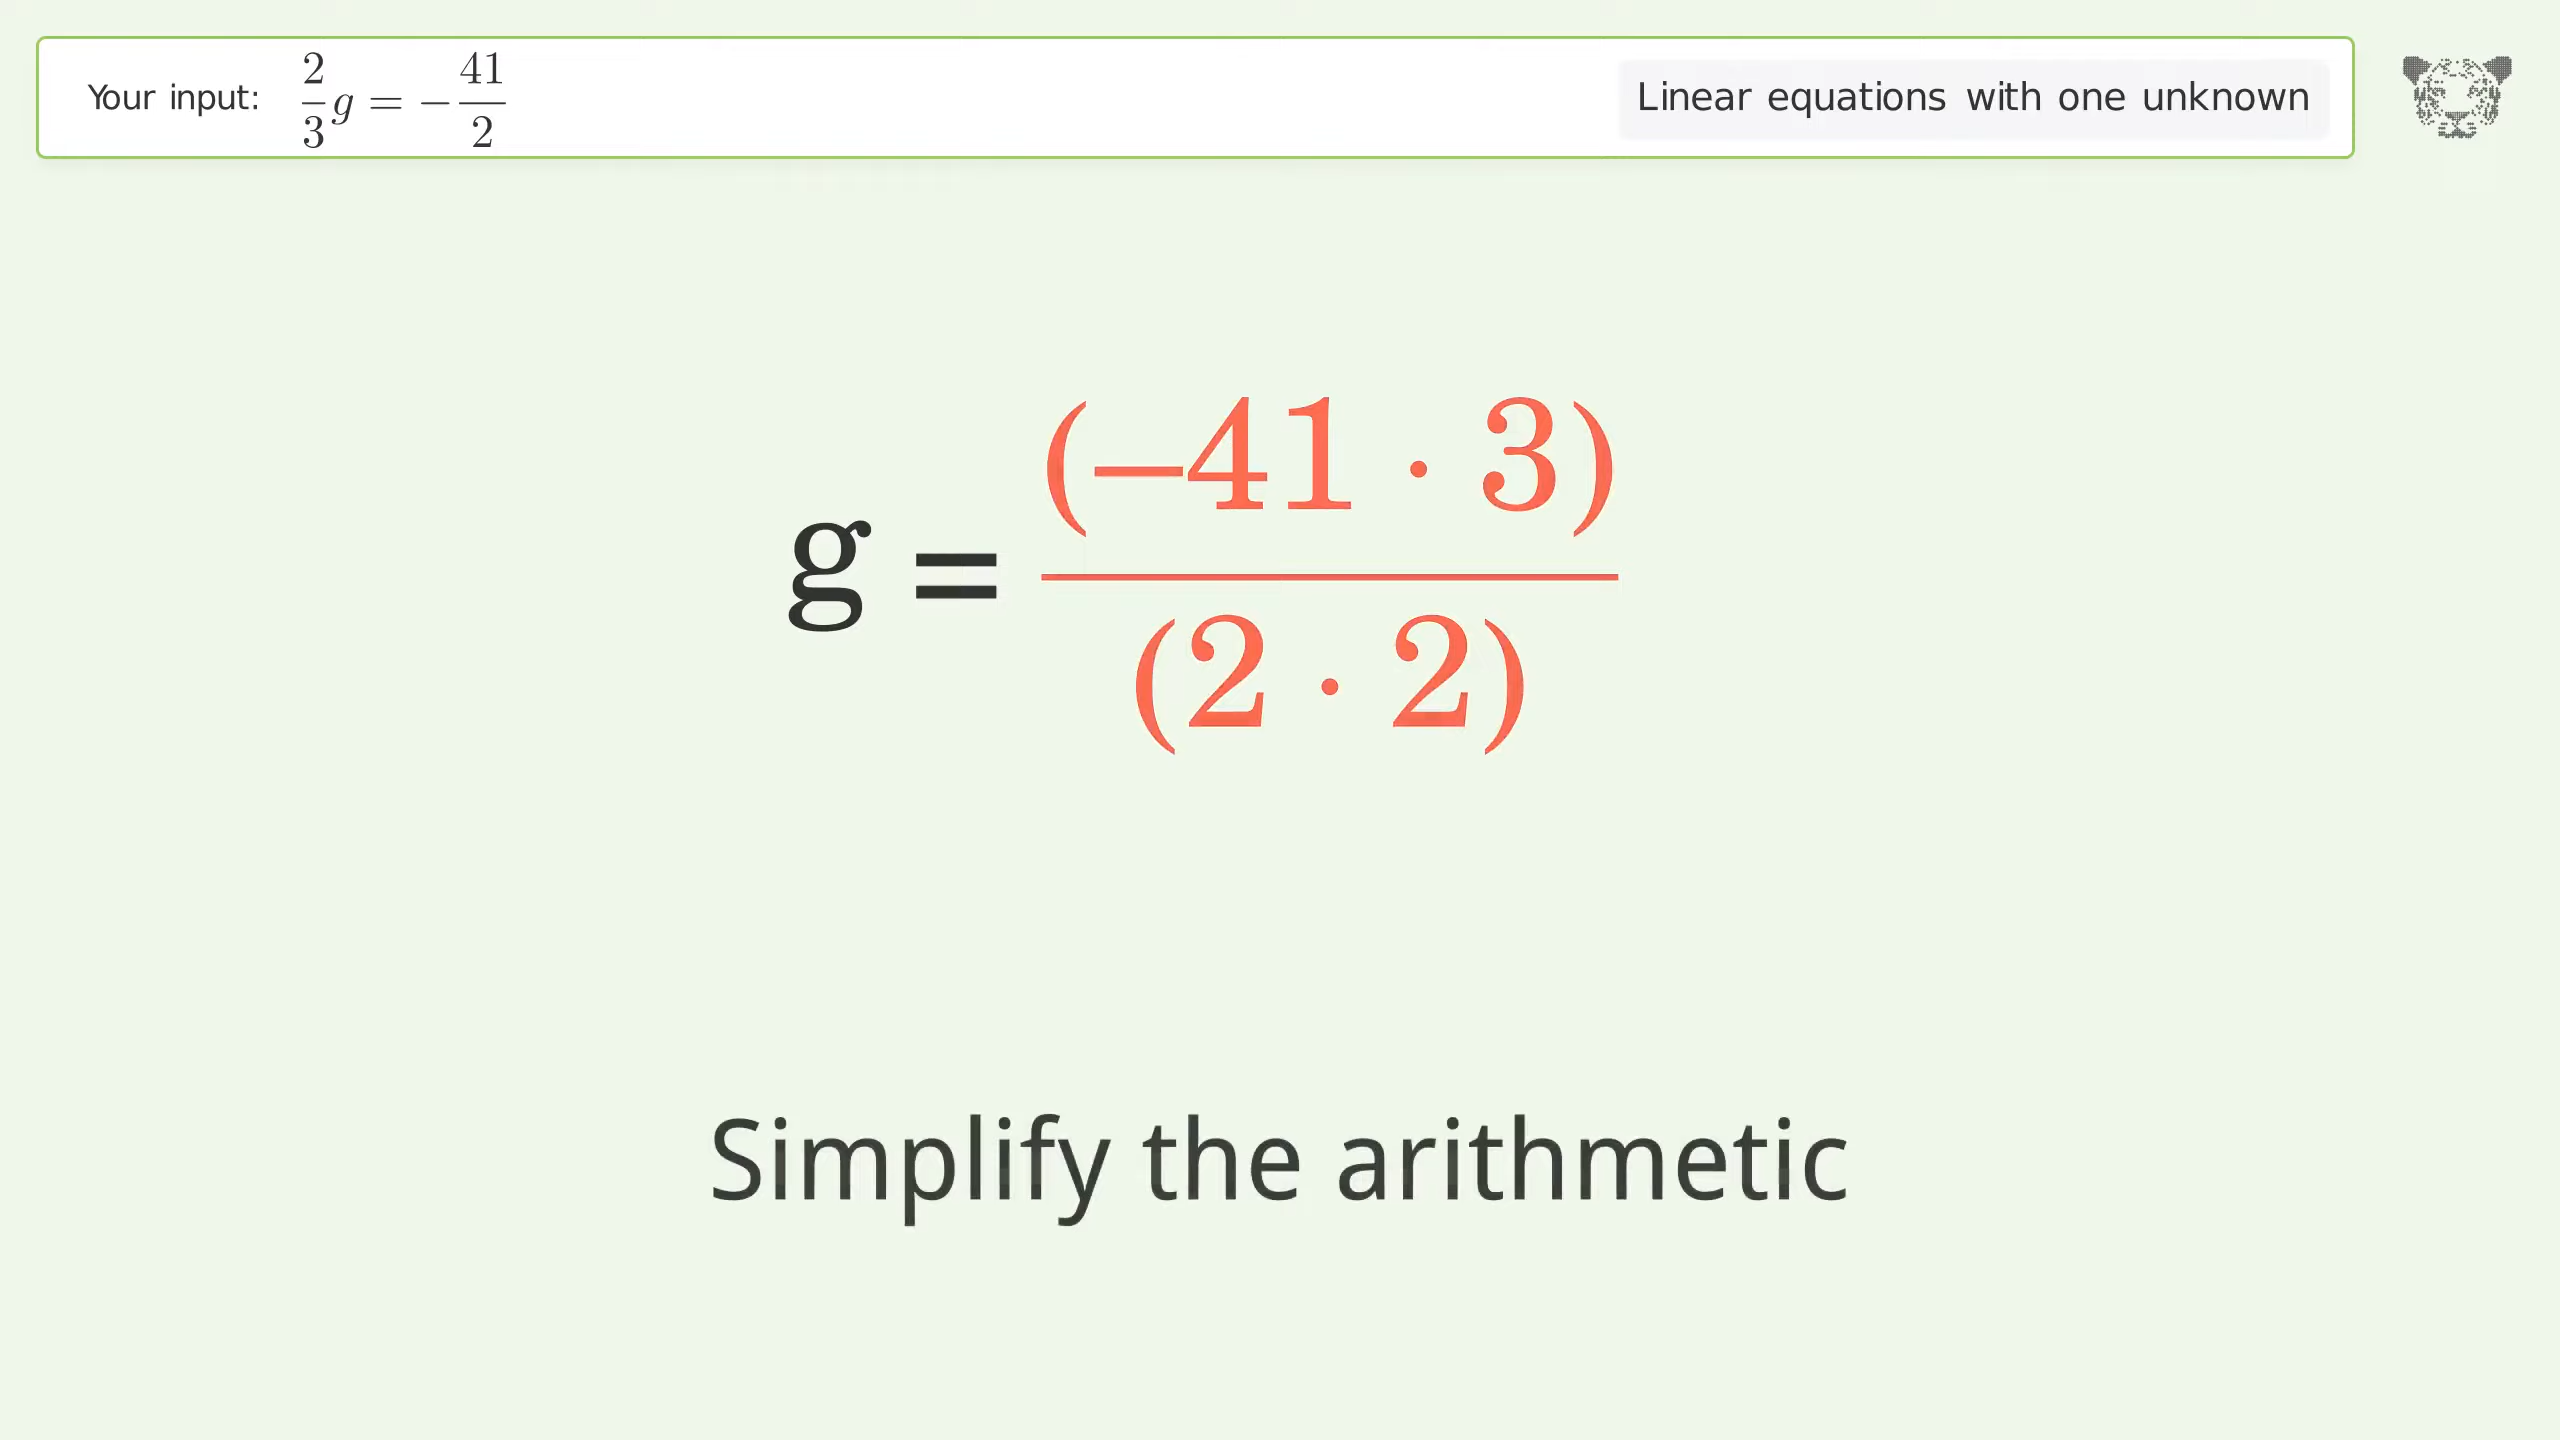 Your input: 2/3 g = −41/2
Linear equations with one unknown
g = (−41 · 3) / (2 · 2)
Simplify the arithmetic